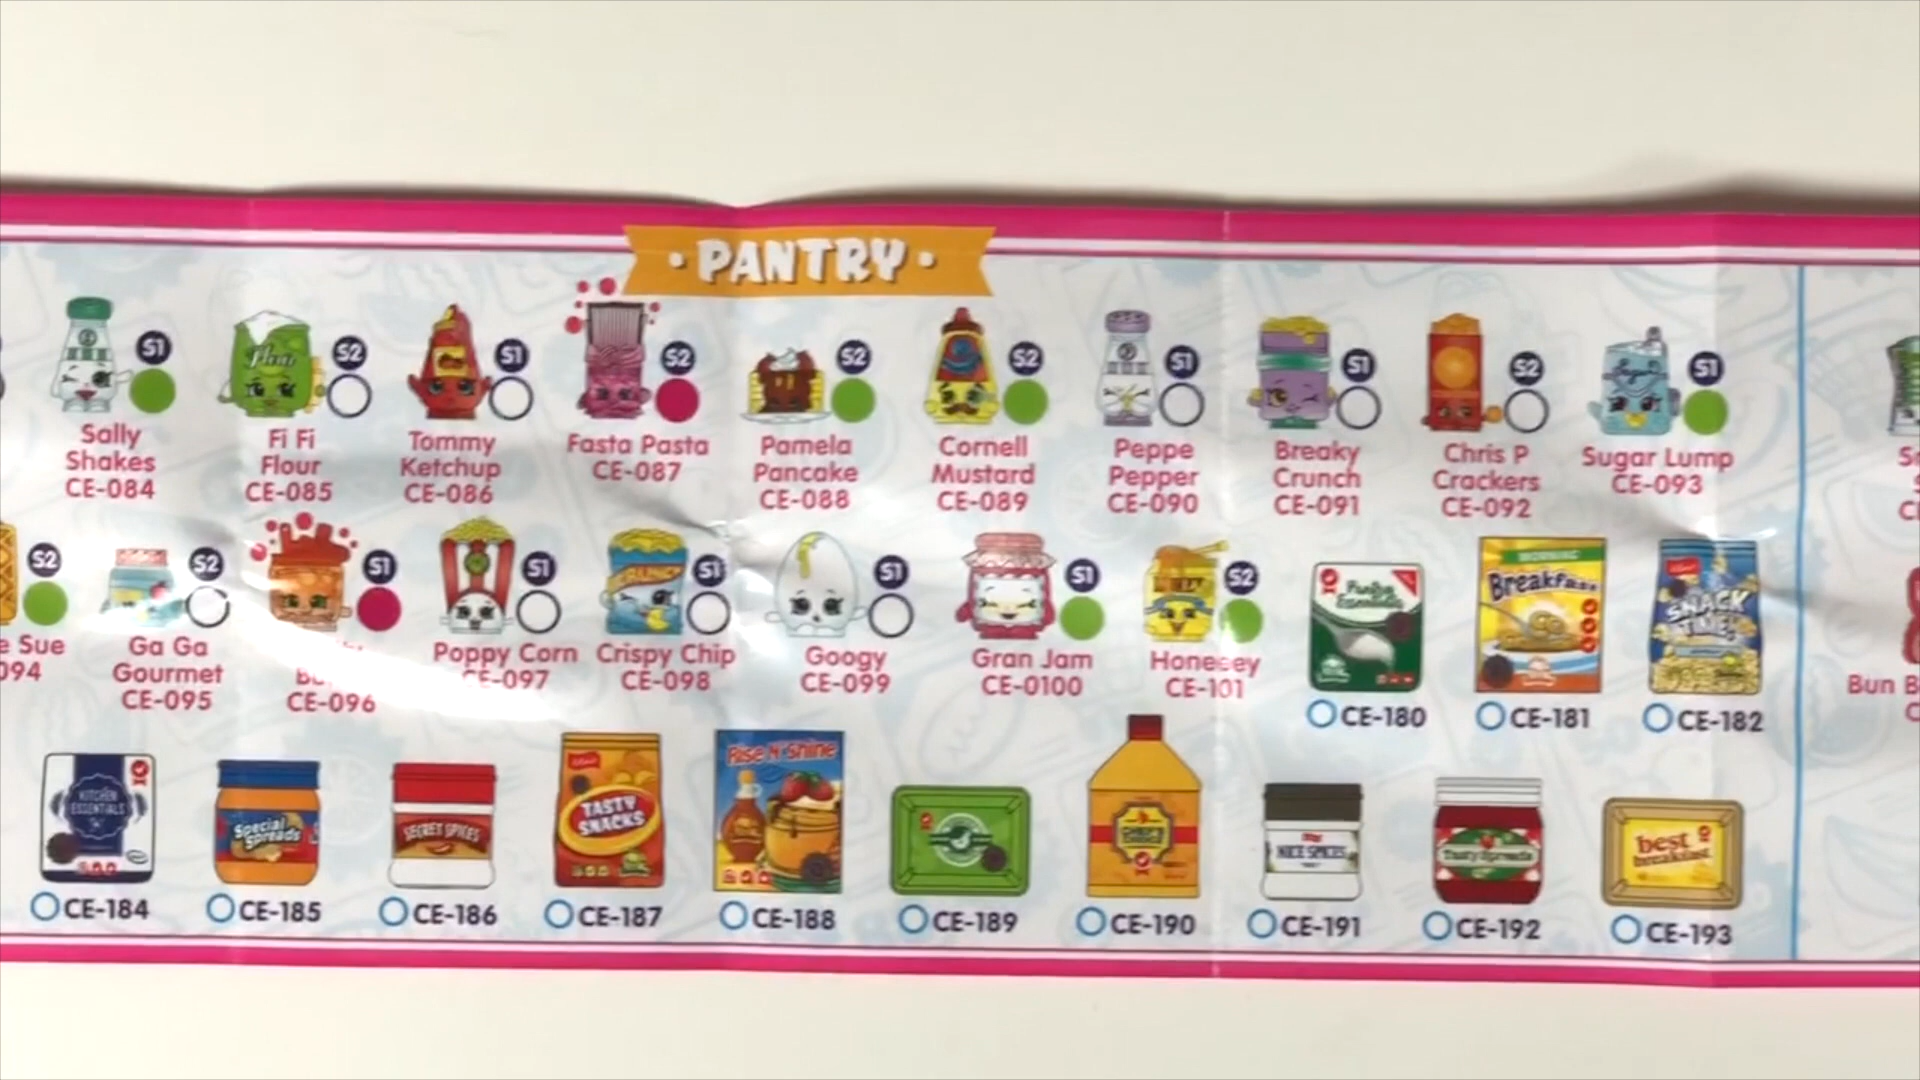 PANTRY
S1
S2
S1
S2
S2
S2
S1
S1
S2
S1
Flour
Sally
Shakes
CE-084
Fi Fi
Flour
CE-085
Tommy
Ketchup
CE-086
Fasta Pasta
CE-087
Pamela
Pancake
CE-088
Cornell
Mustard
CE-089
Peppe
Pepper
CE-090
Breaky
Crunch
CE-091
Chris P
Crackers
CE-092
Sugar Lump
CE-093
S2
S2
S1
S1
S1
S1
S1
S2
e Sue
094
Ga Ga
Gourmet
CE-095
CE-096
Poppy Corn
CE-097
Crispy Chip
CE-098
Googy
CE-099
Gran Jam
CE-0100
Honeeey
CE-101
Breakfast
SNACK
TIMES
CE-180
CE-181
CE-182
Bun B
KITCHEN
ESSENTIALS
Special
Spreads
SECRET SPICES
TASTY
SNACKS
Rise N' Shine
NICE SPICES
Tasty Spreads
best
breakfast
CE-184
CE-185
CE-186
CE-187
CE-188
CE-189
CE-190
CE-191
CE-192
CE-193